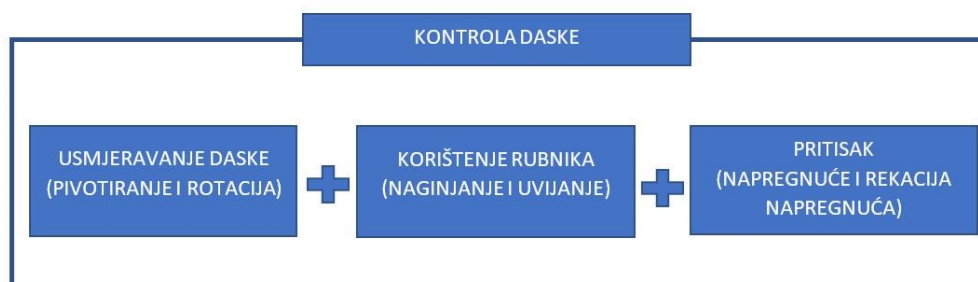 KONTROLA DASKE
USMJERAVANJE DASKE
(PIVOTIRANJE I ROTACIJA)
KORIŠTENJE RUBNIKA
(NAGINJANJE I UVIJANJE)
PRITISAK
(NAPREGNUĆE I REKACIJA
NAPREGNUĆA)